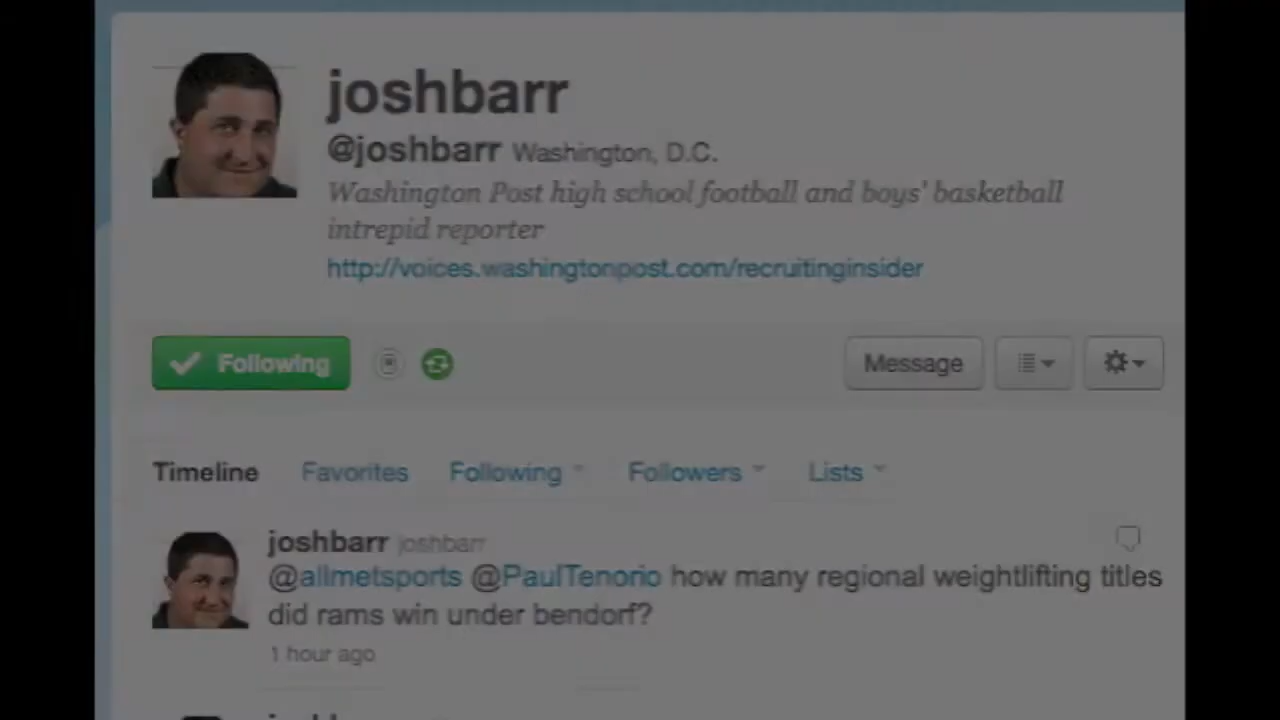 joshbarr
@joshbarr Washington, D.C.
Washington Post high school football and boys' basketball
intrepid reporter
http://voices.washingtonpost.com/recruitinginsider
Following
Message
Timeline Favorites Following Followers Lists
joshbarr joshbarr
@allmetsports @PaulTenorio how many regional weightlifting titles
did rams win under bendorf?
1 hour ago